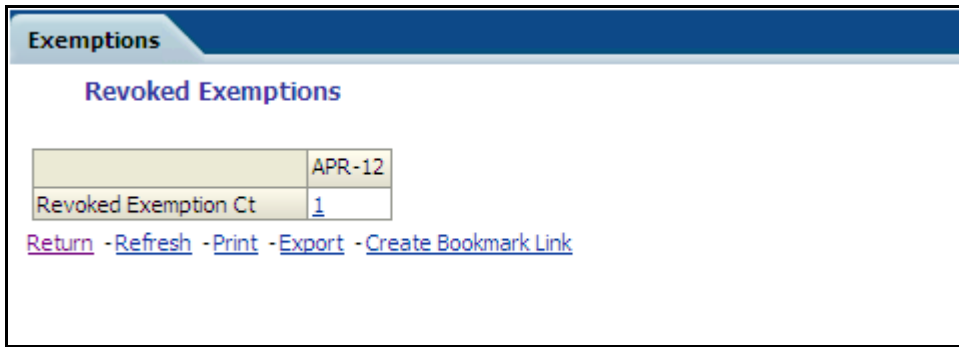 Exemptions
Revoked Exemptions
APR-12
Revoked Exemption Ct 1
Return - Refresh - Print - Export - Create Bookmark Link